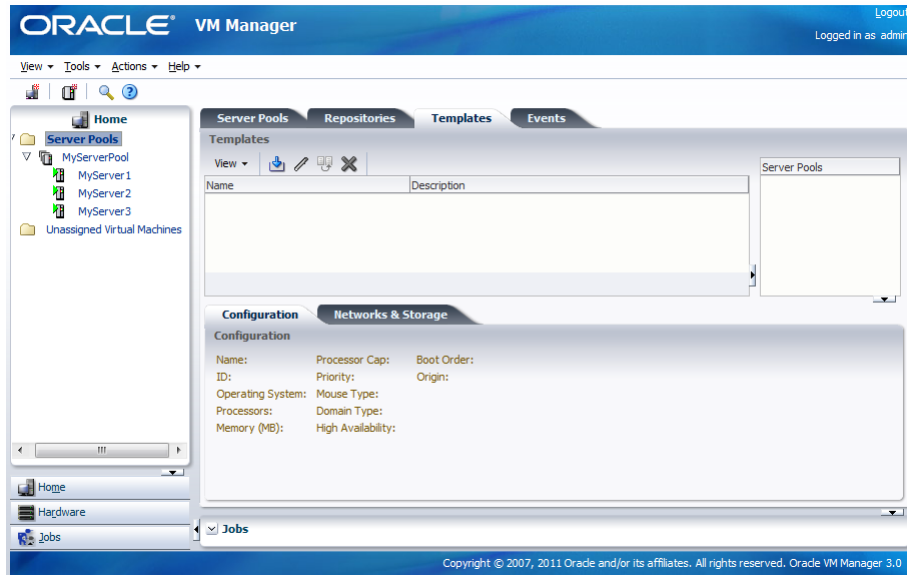 ORACLE® VM Manager
Logout
Logged in as admin
View Tools Actions Help
Home
Server Pools
MyServerPool
MyServer1
MyServer2
MyServer3
Unassigned Virtual Machines
Home
Hardware
Jobs
Server Pools Repositories Templates Events
Templates
View
Name Description
Server Pools
Configuration Networks & Storage
Configuration
Name: Processor Cap: Boot Order:
ID: Priority: Origin:
Operating System: Mouse Type:
Processors: Domain Type:
Memory (MB): High Availability:
Jobs
Copyright © 2007, 2011 Oracle and/or its affiliates. All rights reserved. Oracle VM Manager 3.0